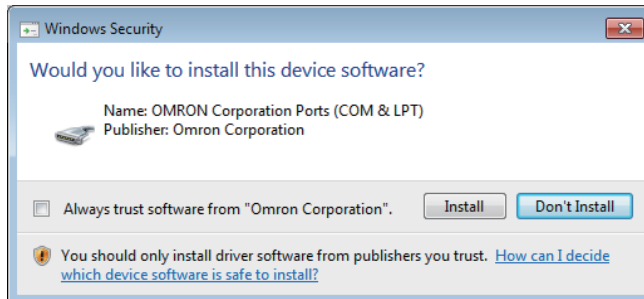 Windows Security
Would you like to install this device software?
Name: OMRON Corporation Ports (COM & LPT)
Publisher: Omron Corporation
Always trust software from "Omron Corporation".
Install
Don't Install
You should only install driver software from publishers you trust. How can I decide
which device software is safe to install?